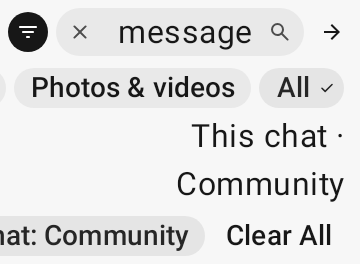 message
All Photos & videos
This chat ·
Community
Clear All hat: Community